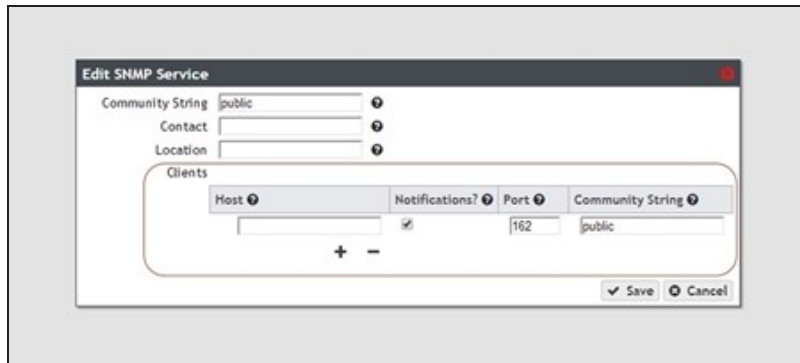 Edit SNMP Service
Community String public
Contact
Location
Clients
Host Notifications? Port Community String
162 public
+ −
Save Cancel